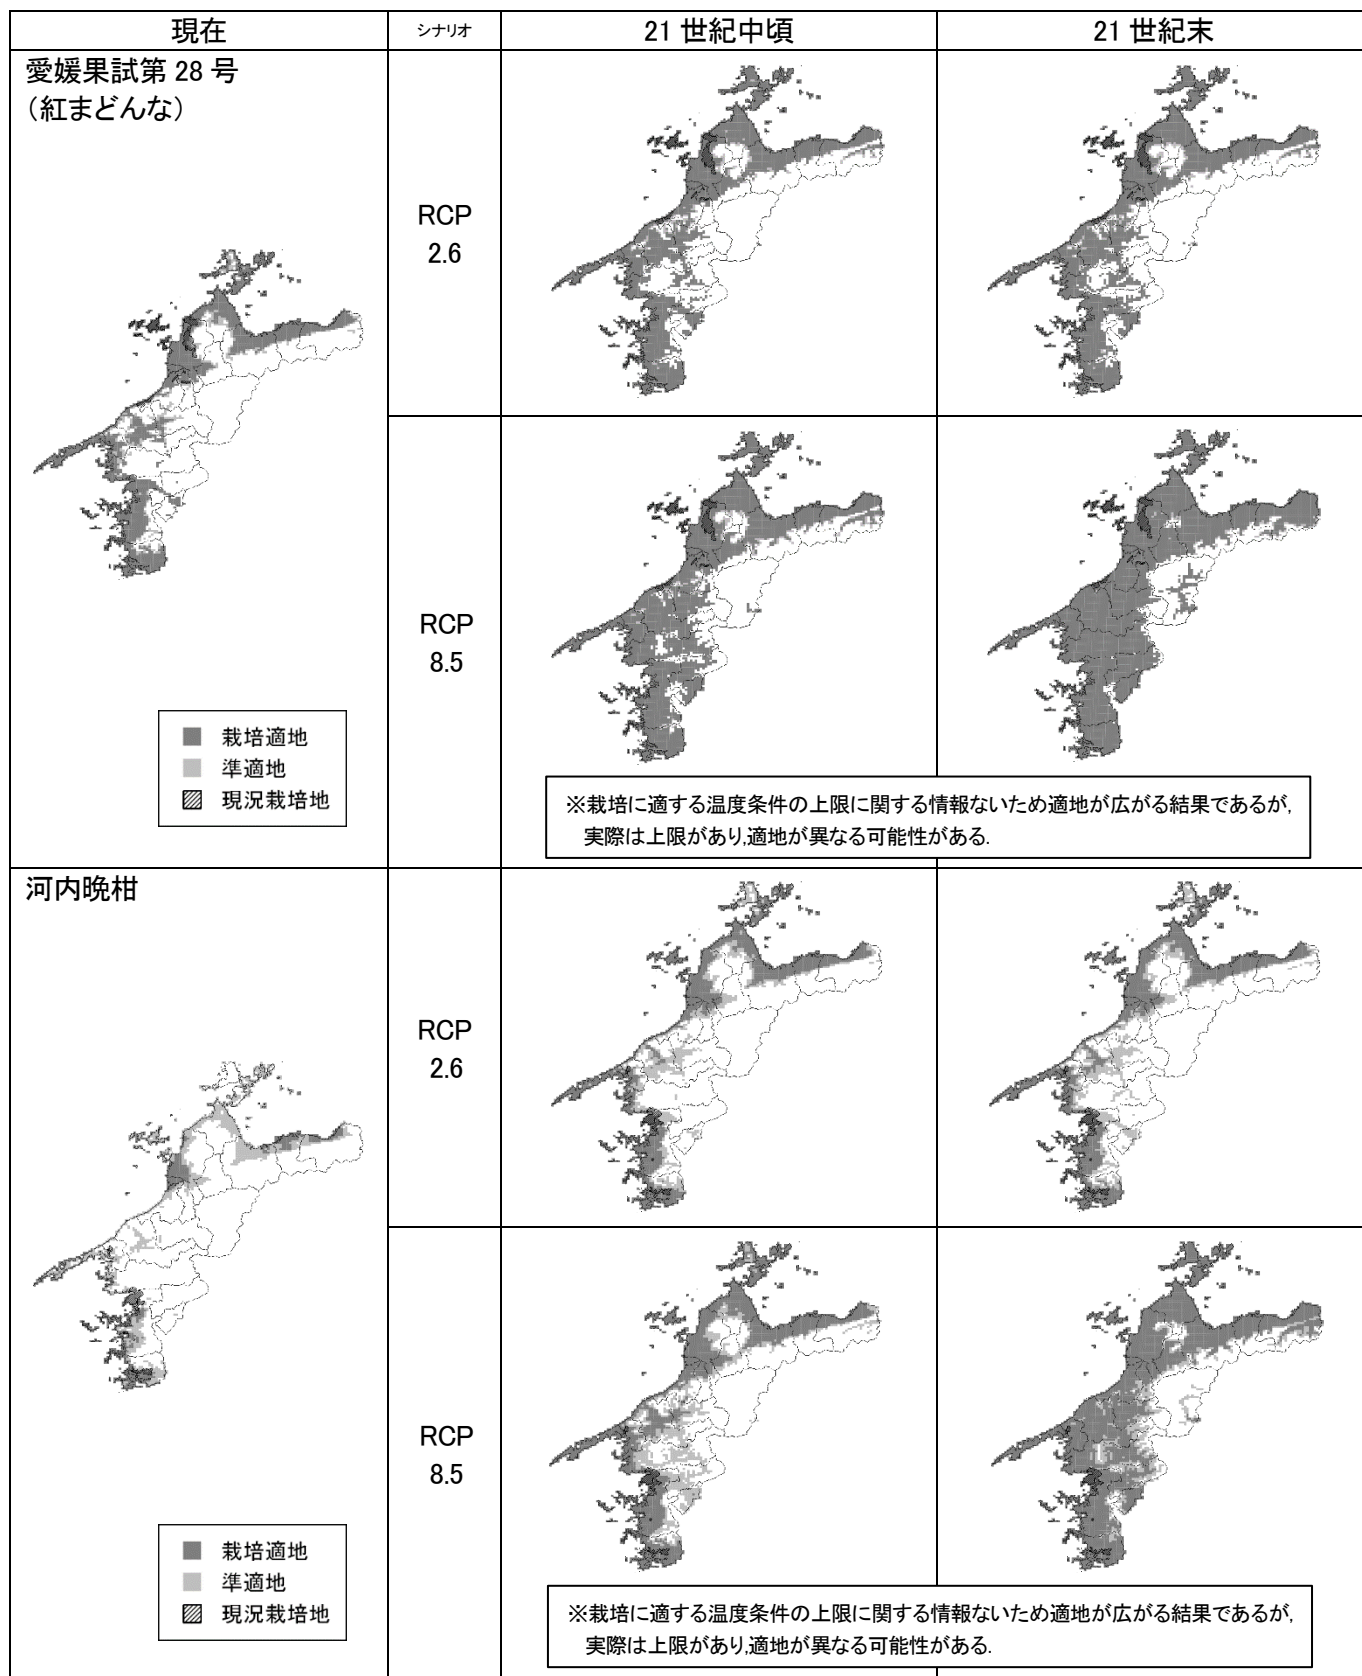 現在
シナリオ
21 世紀中頃
21 世紀末
愛媛果試第 28 号
（紅まどんな）
RCP
2.6
RCP
8.5
栽培適地
準適地
現況栽培地
※栽培に適する温度条件の上限に関する情報ないため適地が広がる結果であるが,
実際は上限があり,適地が異なる可能性がある.
河内晩柑
RCP
2.6
RCP
8.5
栽培適地
準適地
現況栽培地
※栽培に適する温度条件の上限に関する情報ないため適地が広がる結果であるが,
実際は上限があり,適地が異なる可能性がある.